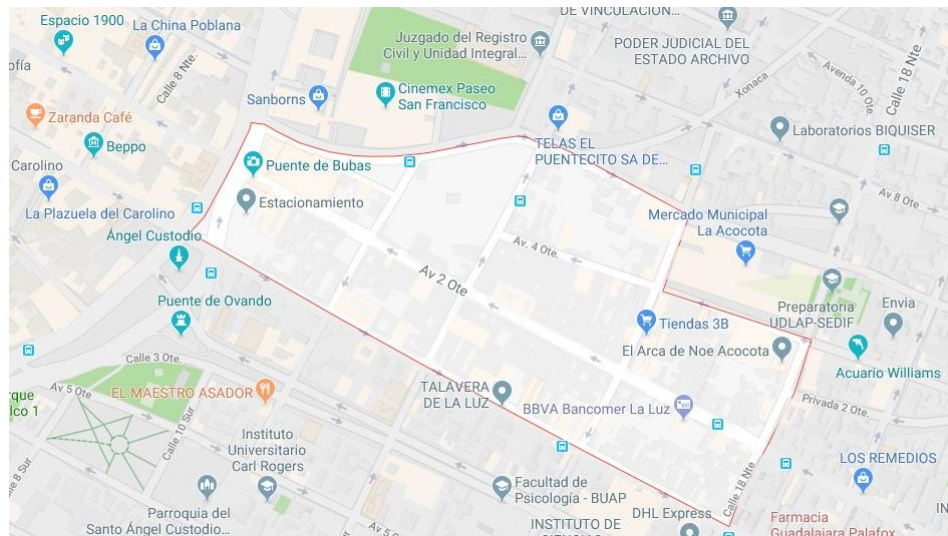 Espacio 1900
La China Poblana
DE VINCULACIÓN...
Juzgado del Registro
Civil y Unidad Integral...
PODER JUDICIAL DEL
ESTADO ARCHIVO
Calle 8 Nte.
Calle 18 Nte
Xonaca
Avenida 10 Ote.
Cinemex Paseo
San Francisco
Sanborns
Zaranda Café
Beppo
Carolino
La Plazuela del Carolino
TELAS EL
PUENTECITO SA DE...
Laboratorios BIQUISER
Puente de Bubas
Estacionamiento
Av 8 Ote.
Mercado Municipal
La Acocota
Ángel Custodio
Av. 4 Ote.
Av 2 Ote
Puente de Ovando
Preparatoria
UDLAP-SEDIF
Envia
Tiendas 3B
El Arca de Noe Acocota
Acuario Williams
Calle 3 Ote.
Av 5 Ote
EL MAESTRO ASADOR
TALAVERA
DE LA LUZ
BBVA Bancomer La Luz
Privada 2 Ote.
Calle 10 Sur
Instituto
Universitario
Carl Rogers
LOS REMEDIOS
Calle 18 Nte
Facultad de
Psicología - BUAP
Parroquia del
Santo Ángel Custodio...
Av 5
INSTITUTO DE
DHL Express
Farmacia
Guadalajara Palafox